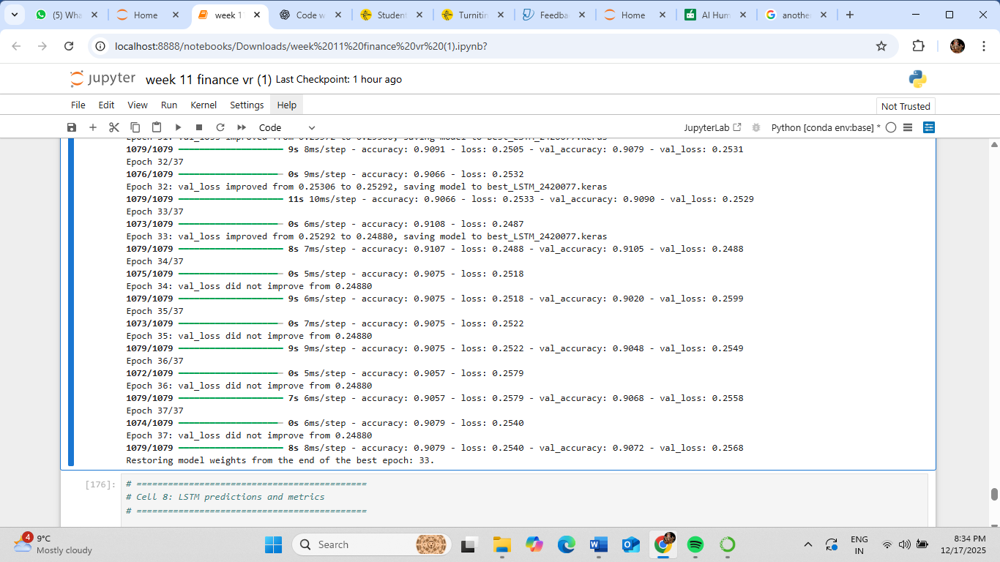 (5) Wha
Home
week 1
Code w
Student
Turnitin
Feedba
Home
AI Hum
anothe
localhost:8888/notebooks/Downloads/week%2011%20finance%20vr%20(1).ipynb?
jupyter week 11 finance vr (1) Last Checkpoint: 1 hour ago
File Edit View Run Kernel Settings Help
Not Trusted
Code
JupyterLab
Python [conda env:base] *
Epoch 31: val_loss improved from 0.25372 to 0.25306, saving model to best_LSTM_2420077.keras
1079/1079 9s 8ms/step - accuracy: 0.9091 - loss: 0.2505 - val_accuracy: 0.9079 - val_loss: 0.2531
Epoch 32/37
1076/1079 0s 9ms/step - accuracy: 0.9066 - loss: 0.2532
Epoch 32: val_loss improved from 0.25306 to 0.25292, saving model to best_LSTM_2420077.keras
1079/1079 11s 10ms/step - accuracy: 0.9066 - loss: 0.2533 - val_accuracy: 0.9090 - val_loss: 0.2529
Epoch 33/37
1073/1079 0s 6ms/step - accuracy: 0.9108 - loss: 0.2487
Epoch 33: val_loss improved from 0.25292 to 0.24880, saving model to best_LSTM_2420077.keras
1079/1079 8s 7ms/step - accuracy: 0.9107 - loss: 0.2488 - val_accuracy: 0.9105 - val_loss: 0.2488
Epoch 34/37
1075/1079 0s 5ms/step - accuracy: 0.9075 - loss: 0.2518
Epoch 34: val_loss did not improve from 0.24880
1079/1079 9s 6ms/step - accuracy: 0.9075 - loss: 0.2518 - val_accuracy: 0.9020 - val_loss: 0.2599
Epoch 35/37
1073/1079 0s 7ms/step - accuracy: 0.9075 - loss: 0.2522
Epoch 35: val_loss did not improve from 0.24880
1079/1079 9s 9ms/step - accuracy: 0.9075 - loss: 0.2522 - val_accuracy: 0.9048 - val_loss: 0.2549
Epoch 36/37
1072/1079 0s 5ms/step - accuracy: 0.9057 - loss: 0.2579
Epoch 36: val_loss did not improve from 0.24880
1079/1079 7s 6ms/step - accuracy: 0.9057 - loss: 0.2579 - val_accuracy: 0.9068 - val_loss: 0.2558
Epoch 37/37
1074/1079 0s 6ms/step - accuracy: 0.9079 - loss: 0.2540
Epoch 37: val_loss did not improve from 0.24880
1079/1079 8s 8ms/step - accuracy: 0.9079 - loss: 0.2540 - val_accuracy: 0.9072 - val_loss: 0.2568
Restoring model weights from the end of the best epoch: 33.
[176]: # ============================================
# Cell 8: LSTM predictions and metrics
# ============================================
4
9°C
Mostly cloudy
Search
ENG
IN
8:34 PM
12/17/2025